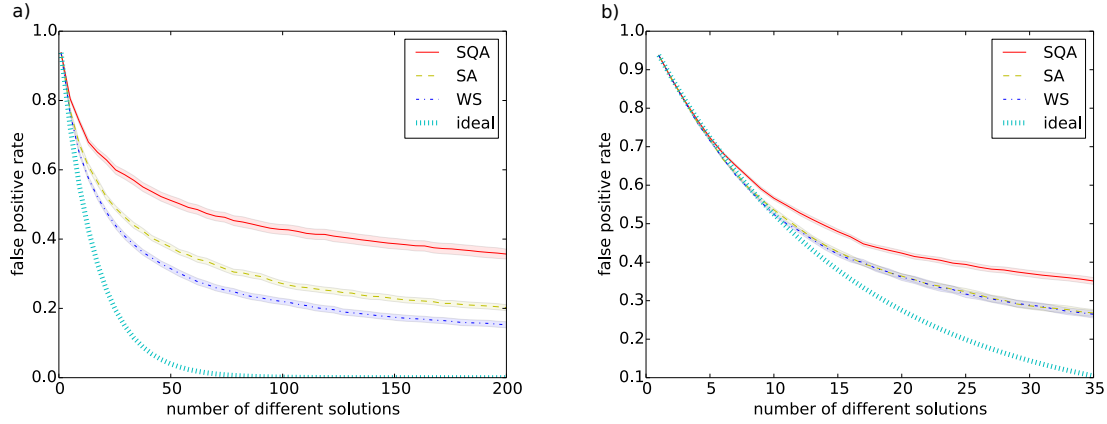 a)
1.0
0.8
0.6
0.4
0.2
0.0
false positive rate
0
50
100
150
200
number of different solutions
SQA
SA
WS
ideal
b)
1.0
0.9
0.8
0.7
0.6
0.5
0.4
0.3
0.2
0.1
false positive rate
0
5
10
15
20
25
30
35
number of different solutions
SQA
SA
WS
ideal